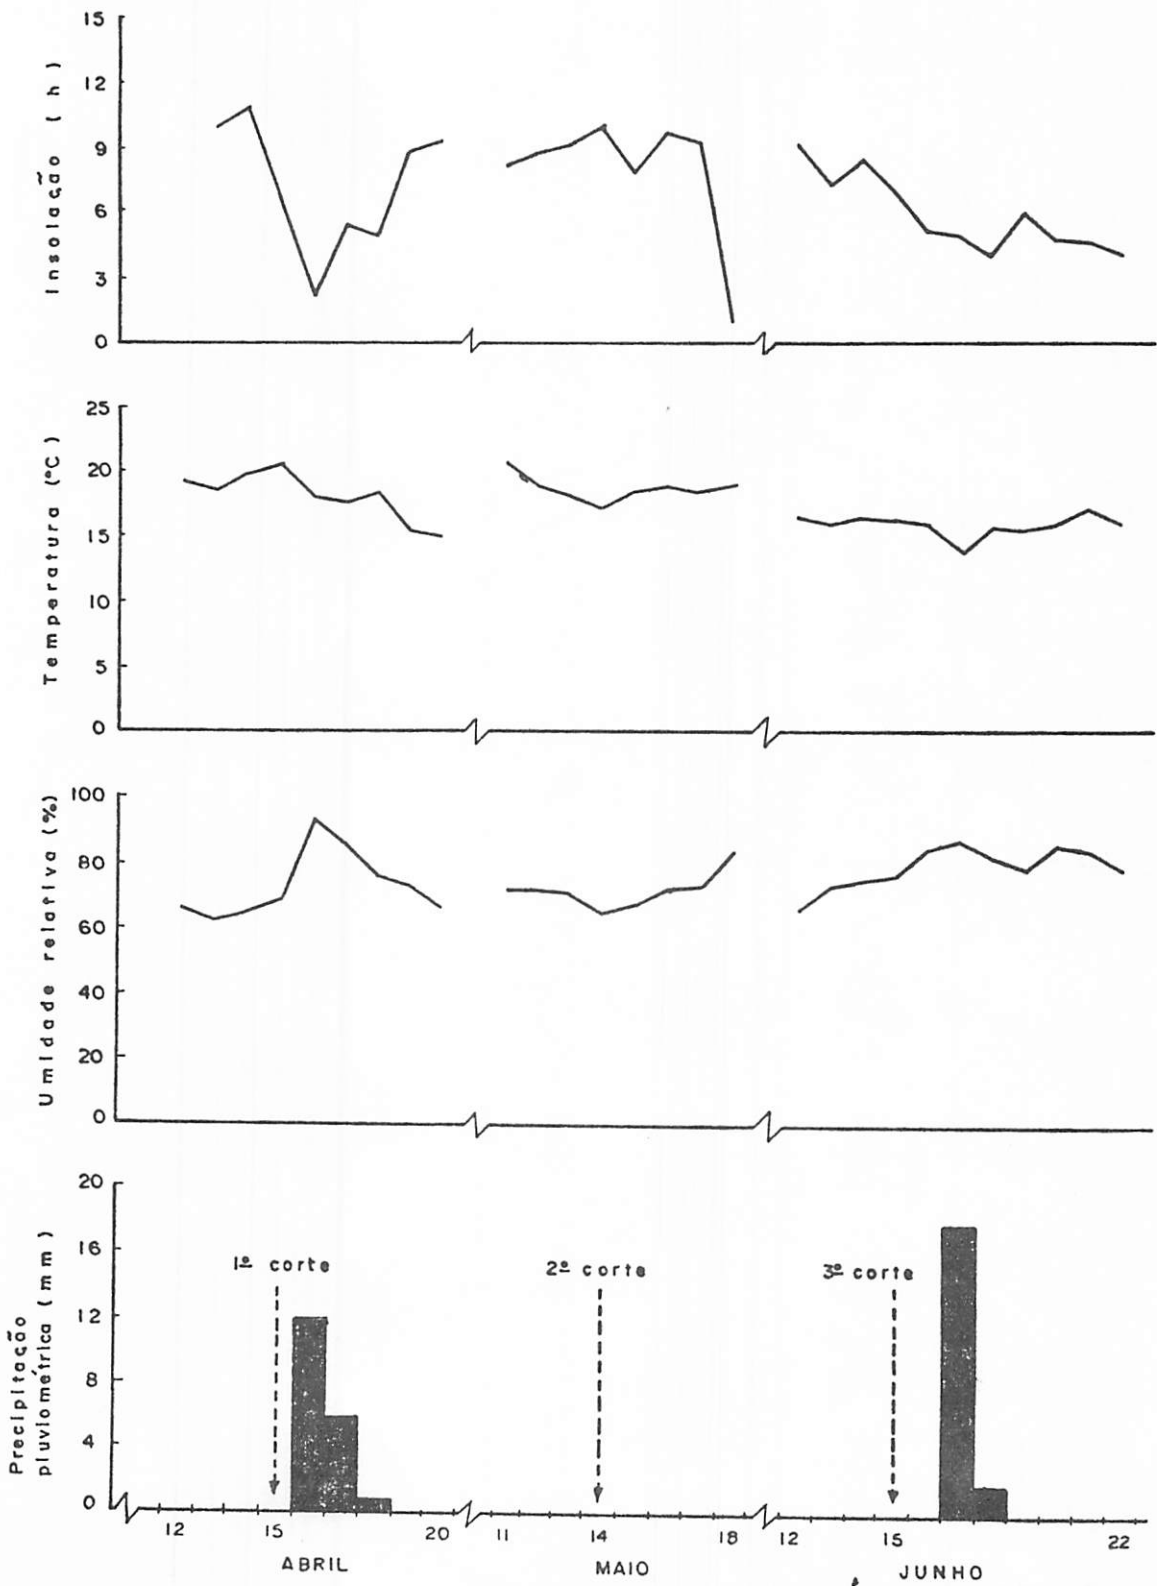 Insolação (h)
15
12
9
6
3
0
Temperatura (°C)
25
20
15
10
5
0
Umidade relativa (%)
100
80
60
40
20
0
Precipitação
pluviométrica (mm)
20
16
12
8
4
0
1º corte
2º corte
3º corte
12 15 20 11 14 18 12 15 22
ABRIL MAIO JUNHO